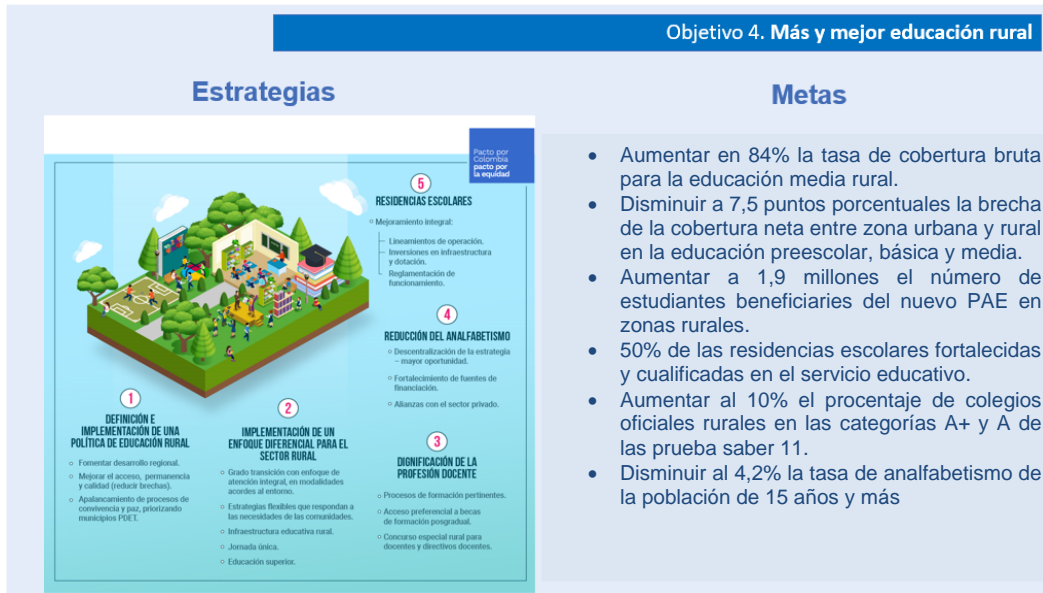 Objetivo 4. Más y mejor educación rural
Estrategias
Pacto por
Colombia
pacto por
la equidad
1
DEFINICIÓN E
IMPLEMENTACIÓN DE UNA
POLÍTICA DE EDUCACIÓN RURAL
Fomentar desarrollo regional.
Mejorar el acceso, permanencia
y calidad (reducir brechas).
Apalancamiento de procesos de
convivencia y paz, priorizando
municipios PDET.
2
IMPLEMENTACIÓN DE UN
ENFOQUE DIFERENCIAL PARA EL
SECTOR RURAL
Grado transición con enfoque de
atención integral, en modalidades
acordes al entorno.
Estrategias flexibles que respondan a
las necesidades de las comunidades.
Infraestructura educativa rural.
Jornada única.
Educación superior.
3
DIGNIFICACIÓN DE LA
PROFESIÓN DOCENTE
Procesos de formación pertinentes.
Acceso preferencial a becas
de formación posgradual.
Concurso especial rural para
docentes y directivos docentes.
4
REDUCCIÓN DEL ANALFABETISMO
Descentralización de la estrategia
– mayor oportunidad.
Fortalecimiento de fuentes de
financiación.
Alianzas con el sector privado.
5
RESIDENCIAS ESCOLARES
Mejoramiento integral:
Lineamientos de operación.
Inversiones en infraestructura
y dotación.
Reglamentación de
funcionamiento.
Metas
• Aumentar en 84% la tasa de cobertura bruta
para la educación media rural.
• Disminuir a 7,5 puntos porcentuales la brecha
de la cobertura neta entre zona urbana y rural
en la educación preescolar, básica y media.
• Aumentar a 1,9 millones el número de
estudiantes beneficiaries del nuevo PAE en
zonas rurales.
• 50% de las residencias escolares fortalecidas
y cualificadas en el servicio educativo.
• Aumentar al 10% el procentaje de colegios
oficiales rurales en las categorías A+ y A de
las prueba saber 11.
• Disminuir al 4,2% la tasa de analfabetismo de
la población de 15 años y más